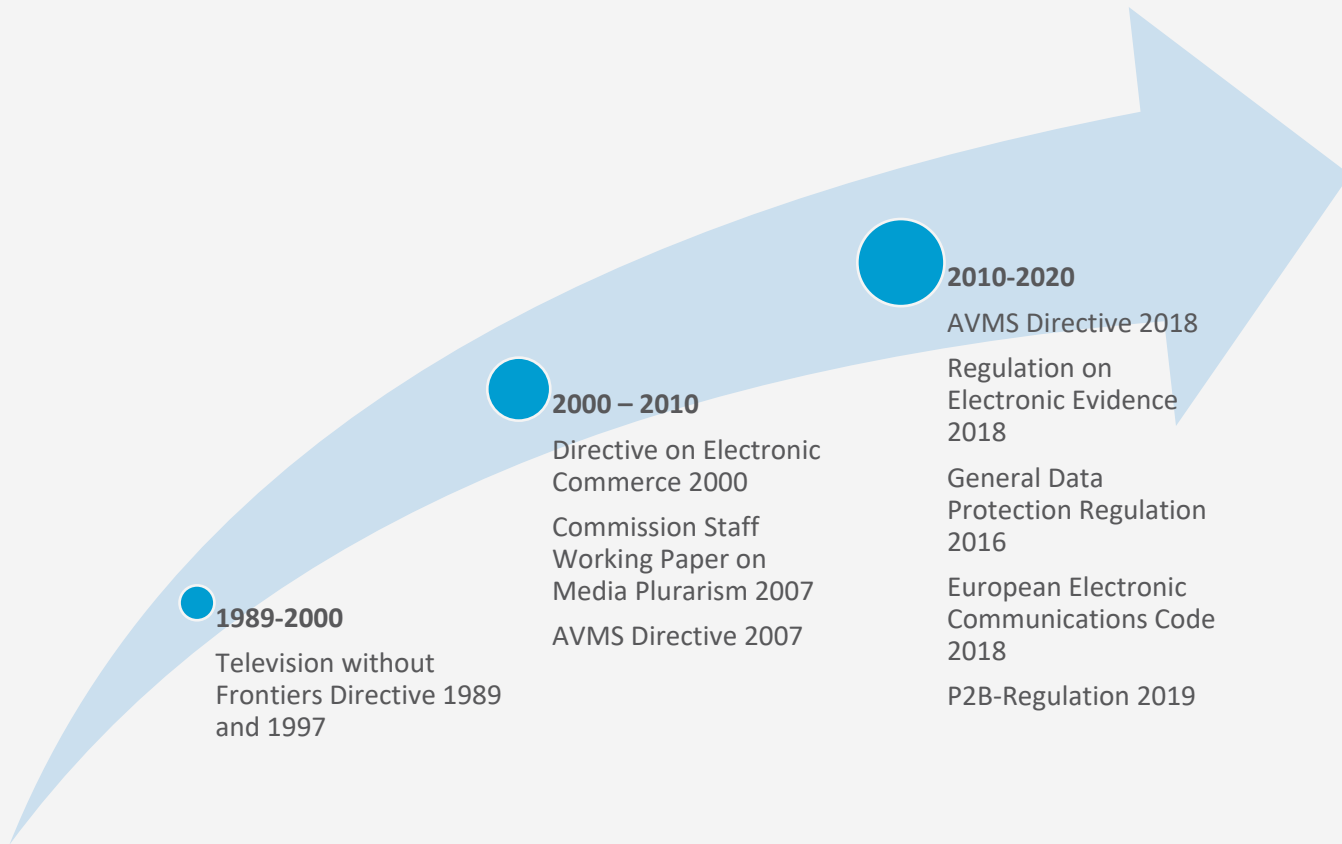 1989-2000
Television without
Frontiers Directive 1989
and 1997
2000 – 2010
Directive on Electronic
Commerce 2000
Commission Staff
Working Paper on
Media Plurarism 2007
AVMS Directive 2007
2010-2020
AVMS Directive 2018
Regulation on
Electronic Evidence
2018
General Data
Protection Regulation
2016
European Electronic
Communications Code
2018
P2B-Regulation 2019